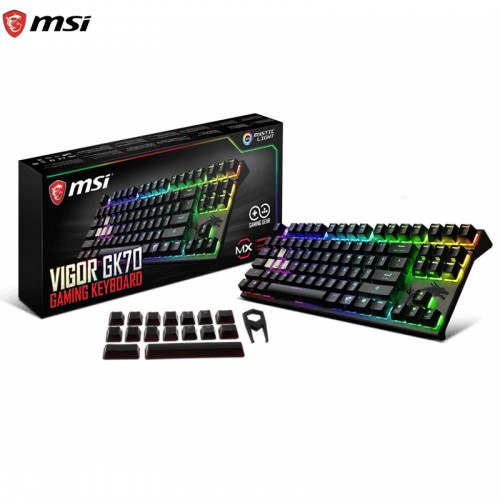 msi
MYSTIC
LIGHT
msi
GAMING GEAR
MX
VIGOR GK70
GAMING KEYBOARD